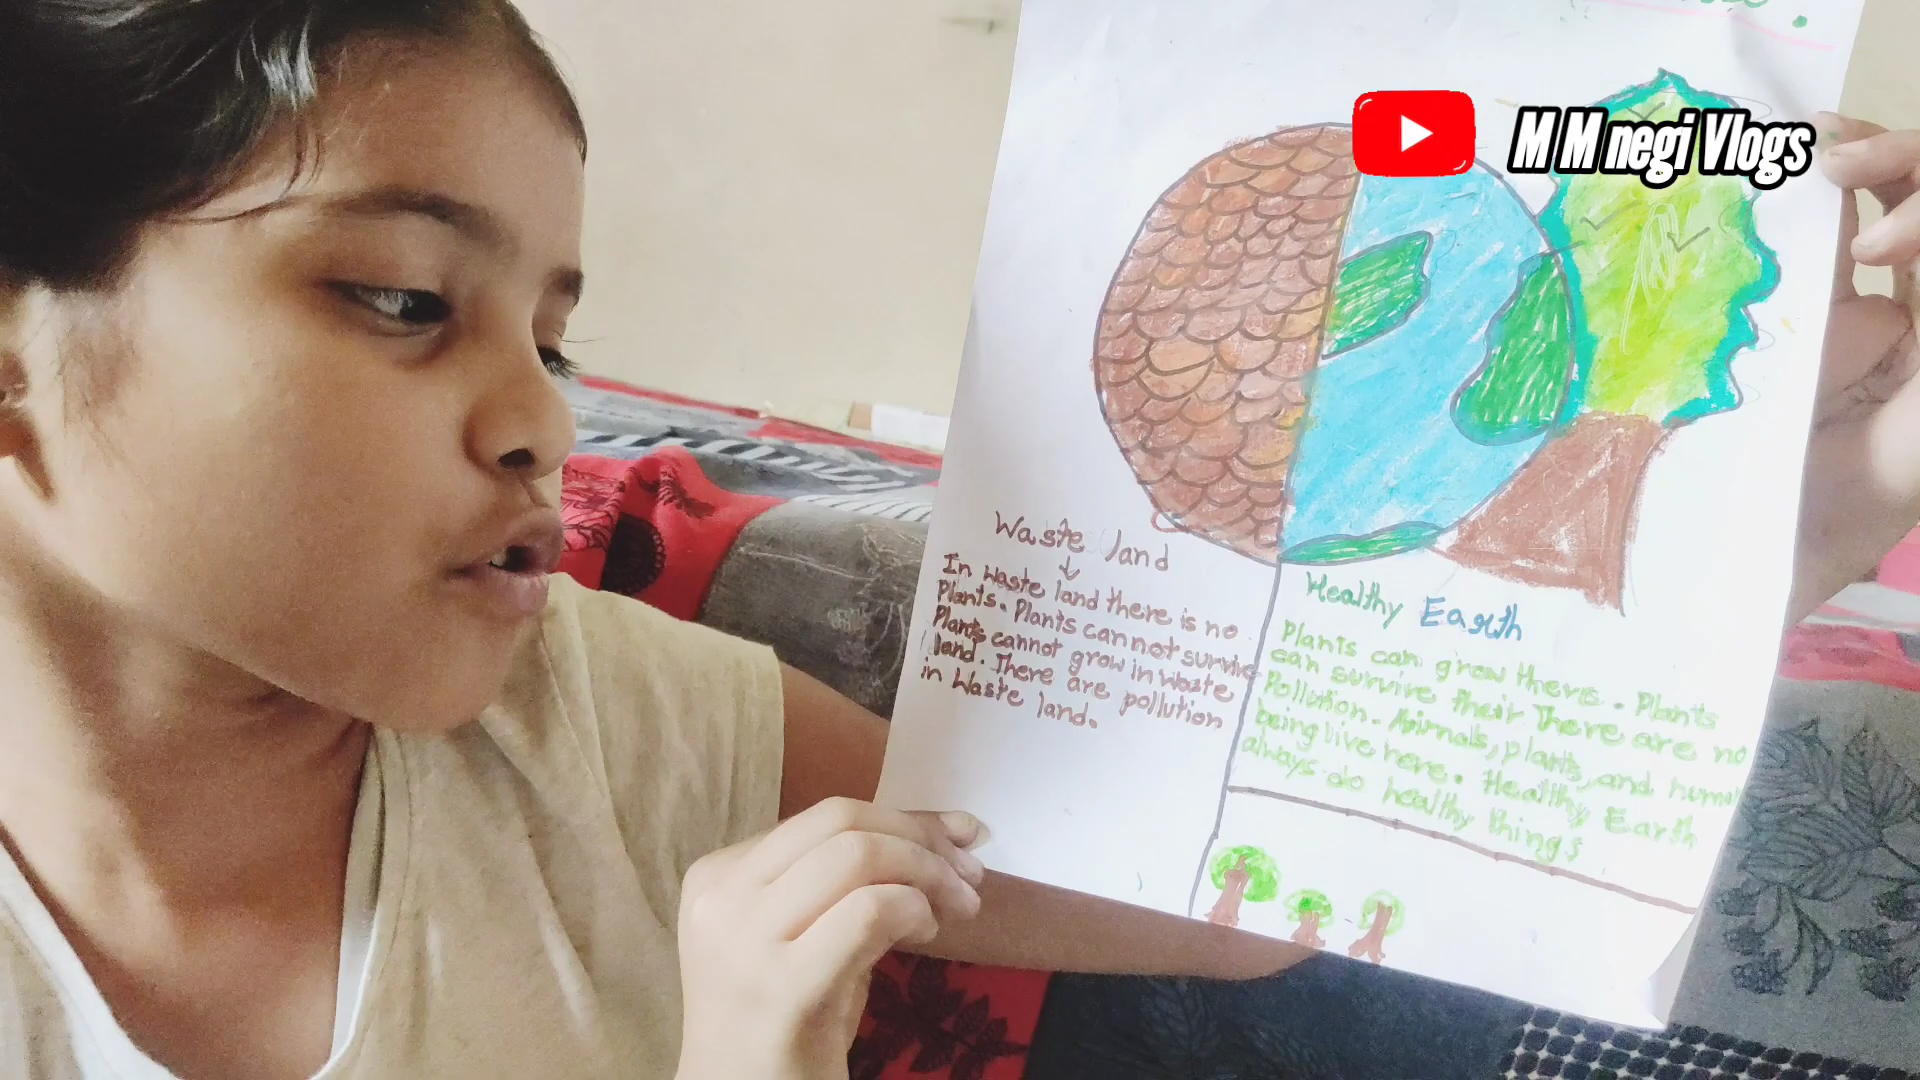 M M negi Vlogs
Waste land
In Waste land there is no
Plants. Plants cannot survive
Plants cannot grow in waste
land. There are pollution
in Waste land.
Healthy Earth
Plants can grow there. Plants
can survive their There are no
Pollution. Animals, plants, and human
being live here. Healthy Earth
always do healthy things